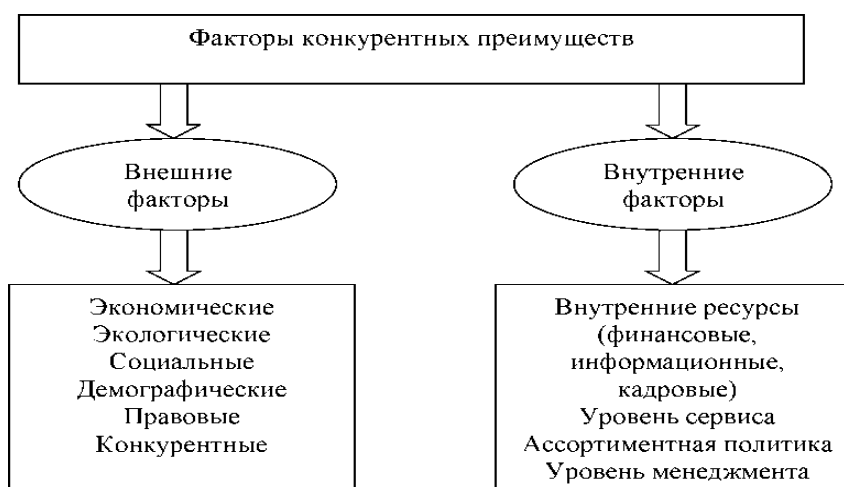 Факторы конкурентных преимуществ
Внешние
факторы
Внутренние
факторы
Экономические
Экологические
Социальные
Демографические
Правовые
Конкурентные
Внутренние ресурсы
(финансовые,
информационные,
кадровые)
Уровень сервиса
Ассортиментная политика
Уровень менеджмента